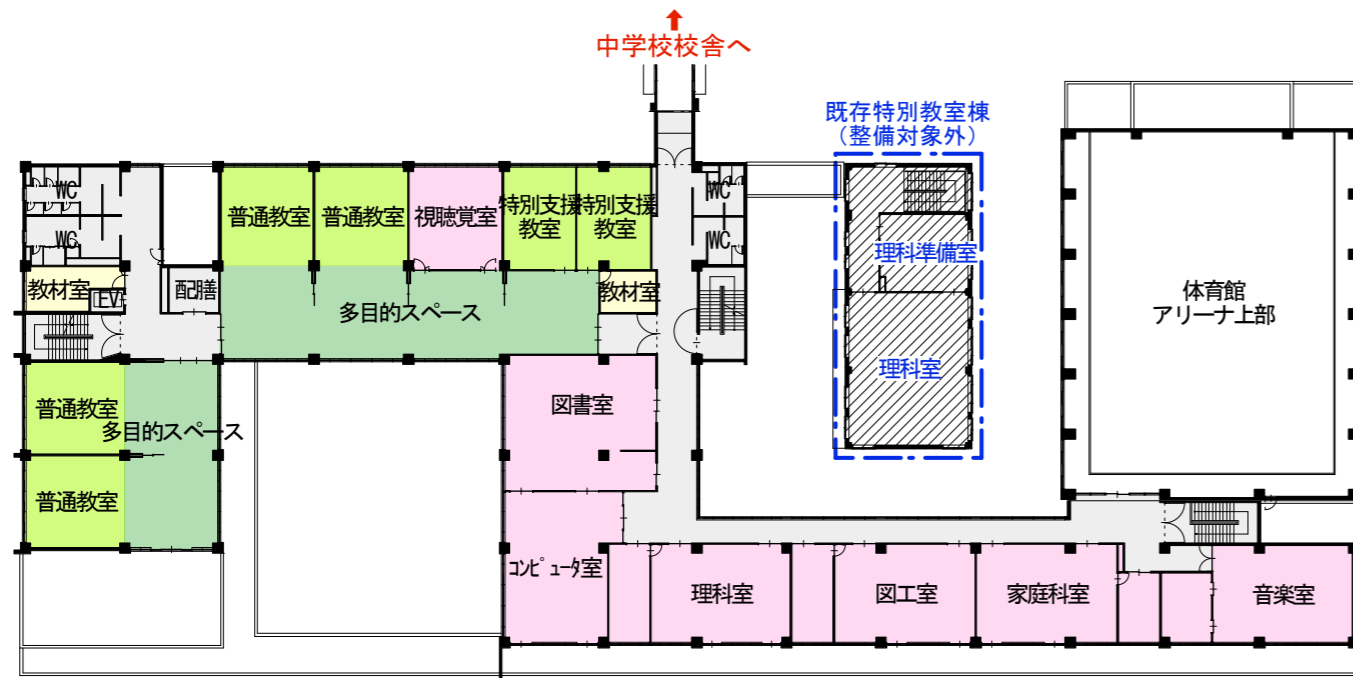 中学校校舎へ
既存特別教室棟
（整備対象外）
WC
WC
普通教室
普通教室
視聴覚室
特別支援
教室
特別支援
教室
WC
WC
教材室
EV
配膳
多目的スペース
教材室
理科準備室
理科室
体育館
アリーナ上部
普通教室
多目的スペース
普通教室
図書室
コンピュータ室
理科室
図工室
家庭科室
音楽室